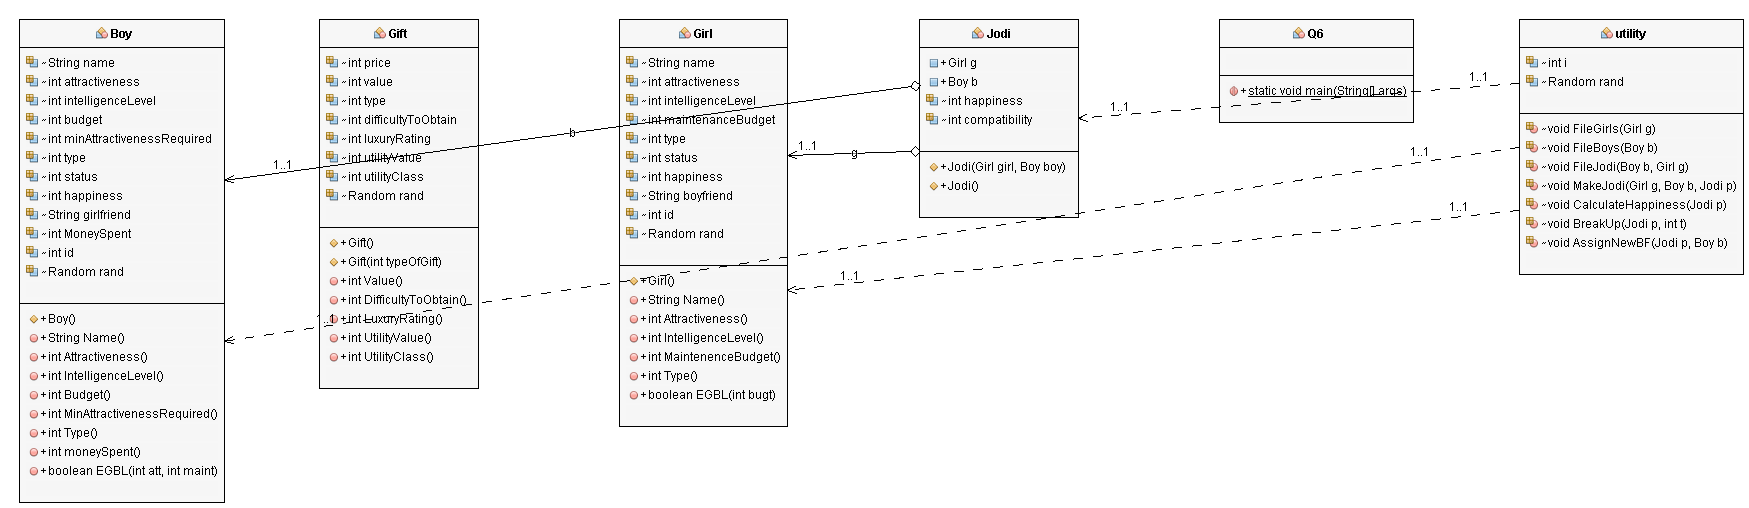 Boy
~String name
~int attractiveness
~int intelligenceLevel
~int budget
~int minAttractivenessRequired
~int type
~int status
~int happiness
~String girlfriend
~int MoneySpent
~int id
~Random rand
+Boy()
+String Name()
+int Attractiveness()
+int IntelligenceLevel()
+int Budget()
+int MinAttractivenessRequired()
+int Type()
+int moneySpent()
+boolean EGBL(int att, int maint)
Gift
~int price
~int value
~int type
~int difficultyToObtain
~int luxuryRating
~int utilityValue
~int utilityClass
~Random rand
+Gift()
+Gift(int typeOfGift)
+int Value()
+int DifficultyToObtain()
+int LuxuryRating()
+int UtilityValue()
+int UtilityClass()
Girl
~String name
~int attractiveness
~int intelligenceLevel
~int maintenanceBudget
~int type
~int status
~int happiness
~String boyfriend
~int id
~Random rand
+Girl()
+String Name()
+int Attractiveness()
+int IntelligenceLevel()
+int MaintenenceBudget()
+int Type()
+boolean EGBL(int bugt)
Jodi
+Girl g
+Boy b
~int happiness
~int compatibility
+Jodi(Girl girl, Boy boy)
+Jodi()
Q6
+static void main(String[] args)
utility
~int i
~Random rand
~void FileGirls(Girl g)
~void FileBoys(Boy b)
~void FileJodi(Boy b, Girl g)
~void MakeJodi(Girl g, Boy b, Jodi p)
~void CalculateHappiness(Jodi p)
~void BreakUp(Jodi p, int t)
~void AssignNewBF(Jodi p, Boy b)
b
1..1
g
1..1
1..1
1..1
1..1
1..1
1..1